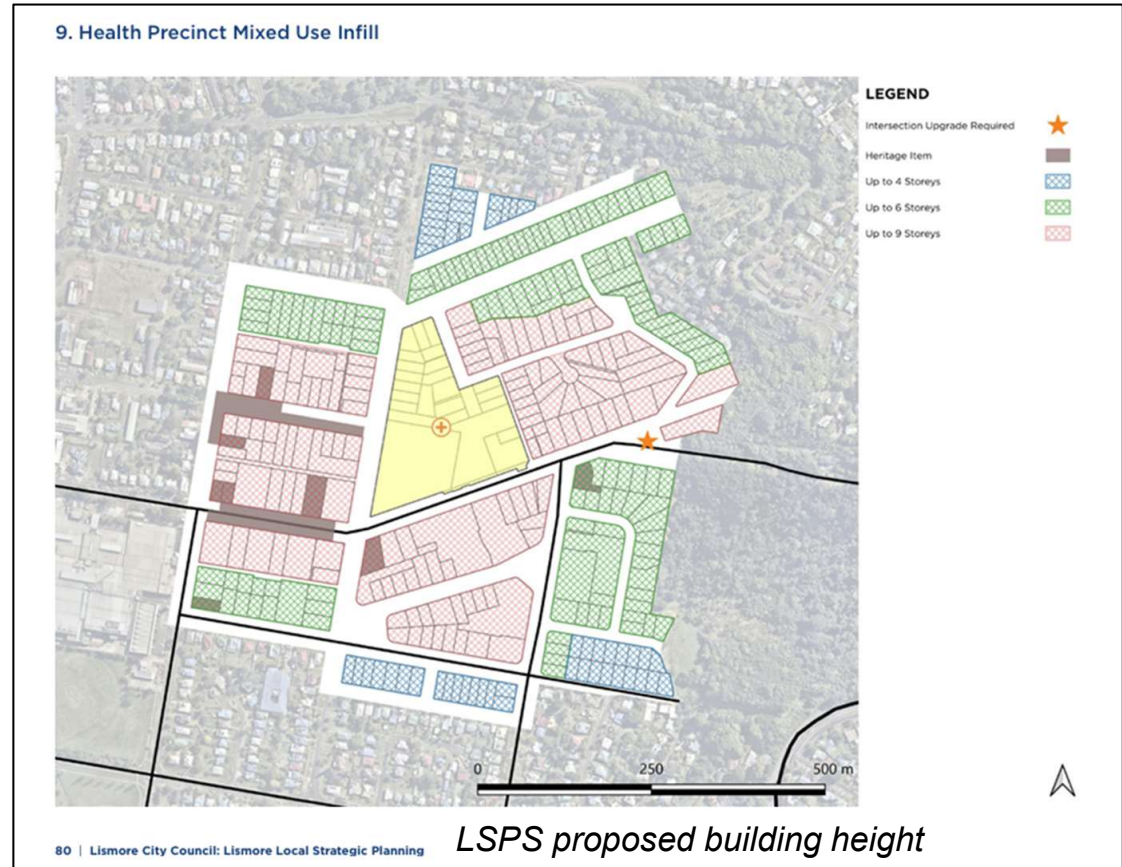 9. Health Precinct Mixed Use Infill
LEGEND
Intersection Upgrade Required
Heritage Item
Up to 4 Storeys
Up to 6 Storeys
Up to 9 Storeys
0 250 500 m
80 | Lismore City Council: Lismore Local Strategic Planning
LSPS proposed building height